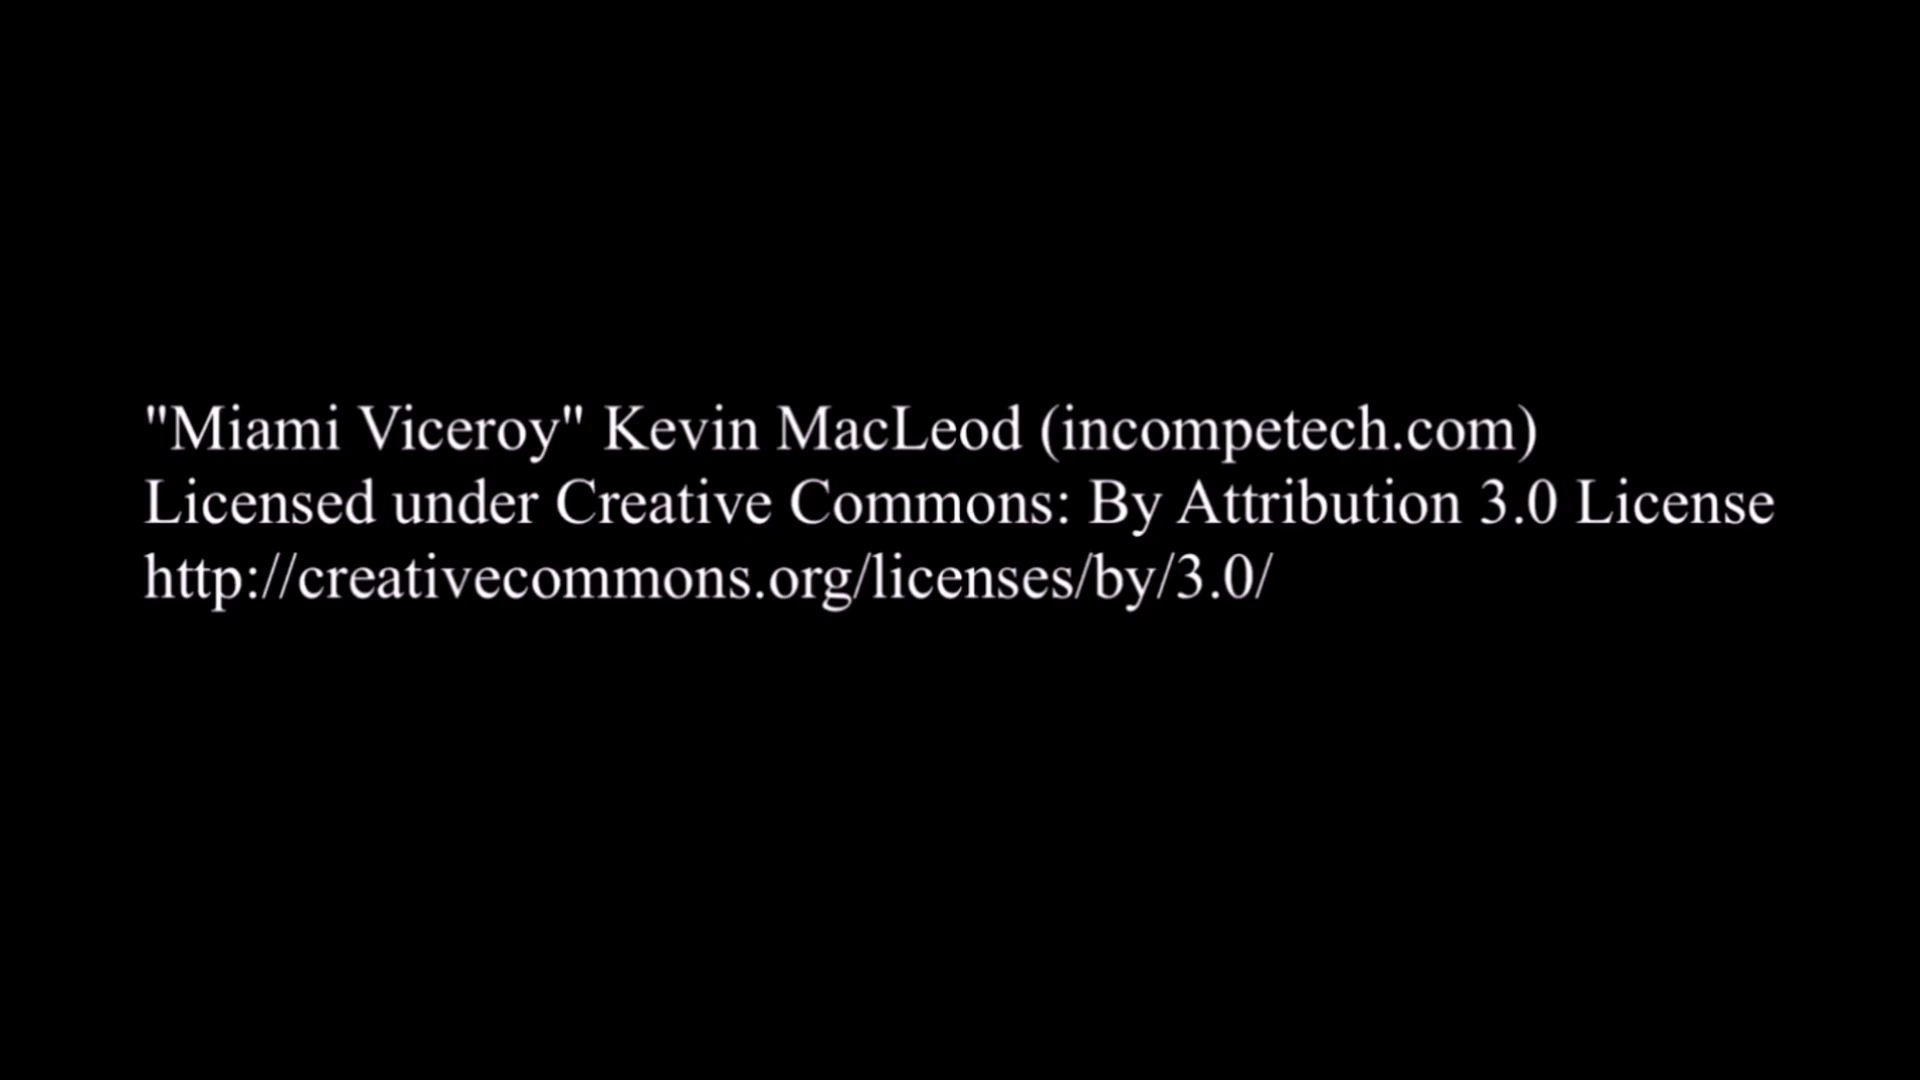 "Miami Viceroy" Kevin MacLeod (incompetech.com)
Licensed under Creative Commons: By Attribution 3.0 License
http://creativecommons.org/licenses/by/3.0/